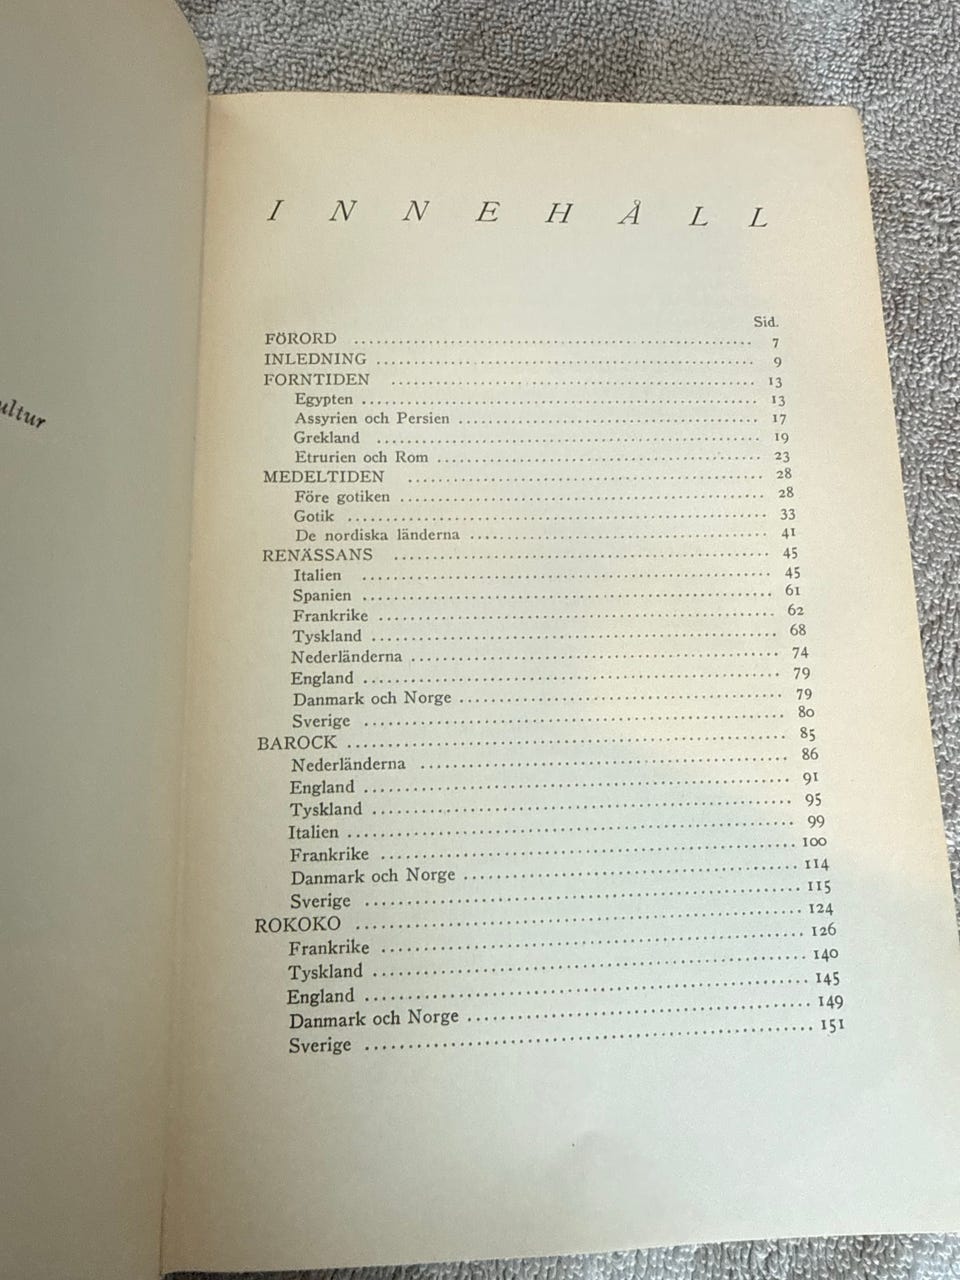 ultur
INNEHÅLL
Sid.
FÖRORD ........ 7
INLEDNING ........ 9
FORNTIDEN ........ 13
Egypten ........ 13
Assyrien och Persien ........ 17
Grekland ........ 19
Etrurien och Rom ........ 23
MEDELTIDEN ........ 28
Före gotiken ........ 28
Gotik ........ 33
De nordiska länderna ........ 41
RENÄSSANS ........ 45
Italien ........ 45
Spanien ........ 61
Frankrike ........ 62
Tyskland ........ 68
Nederländerna ........ 74
England ........ 79
Danmark och Norge ........ 79
Sverige ........ 80
BAROCK ........ 85
Nederländerna ........ 86
England ........ 91
Tyskland ........ 95
Italien ........ 99
Frankrike ........ 100
Danmark och Norge ........ 114
Sverige ........ 115
ROKOKO ........ 124
Frankrike ........ 126
Tyskland ........ 140
England ........ 145
Danmark och Norge ........ 149
Sverige ........ 151